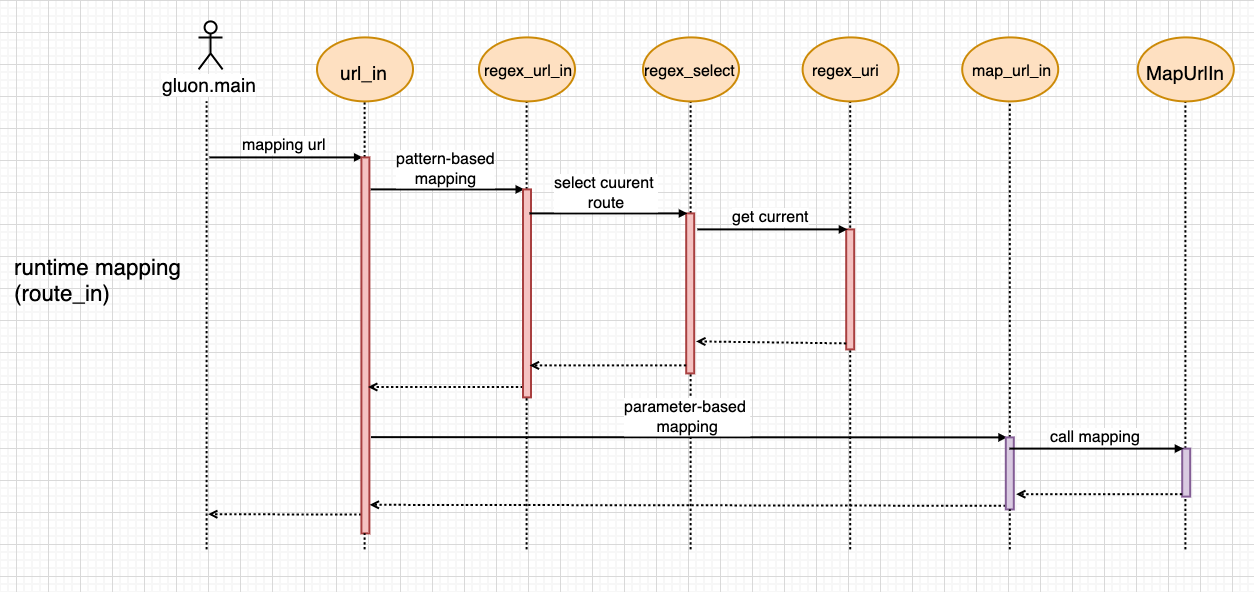 gluon.main
url_in
regex_url_in
regex_select
regex_uri
map_url_in
MapUrlIn
mapping url
pattern-based
mapping
select cuurent
route
get current
runtime mapping
(route_in)
parameter-based
mapping
call mapping